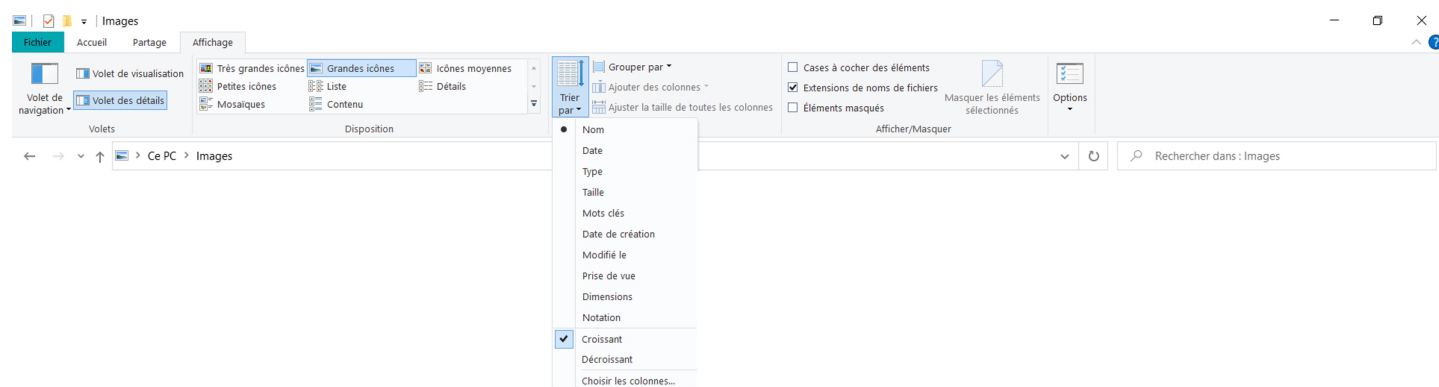 Images
Fichier Accueil Partage Affichage
Volet de navigation
Volet de visualisation
Volet des détails
Volets
Très grandes icônes Grandes icônes Icônes moyennes
Petites icônes Liste Détails
Mosaïques Contenu
Disposition
Trier par
Grouper par
Ajouter des colonnes
Ajuster la taille de toutes les colonnes
Cases à cocher des éléments
Extensions de noms de fichiers
Éléments masqués
Masquer les éléments sélectionnés
Afficher/Masquer
Options
Ce PC > Images
Rechercher dans : Images
Nom
Date
Type
Taille
Mots clés
Date de création
Modifié le
Prise de vue
Dimensions
Notation
Croissant
Décroissant
Choisir les colonnes...